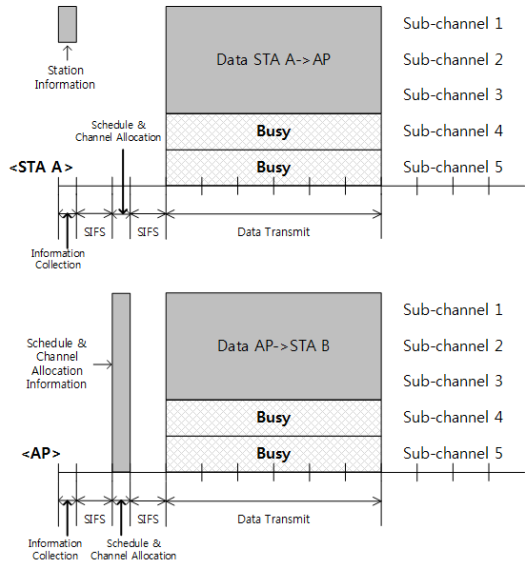 Sub-channel 1
Data STA A->AP
Sub-channel 2
Station
Information
Sub-channel 3
Schedule &
Channel Allocation
Busy
Sub-channel 4
<STA A>
Busy
Sub-channel 5
SIFS
SIFS
Data Transmit
Information
Collection
Sub-channel 1
Schedule &
Channel
Allocation
Information
Data AP->STA B
Sub-channel 2
Sub-channel 3
Busy
Sub-channel 4
<AP>
Busy
Sub-channel 5
SIFS
SIFS
Data Transmit
Information
Collection
Schedule &
Channel Allocation